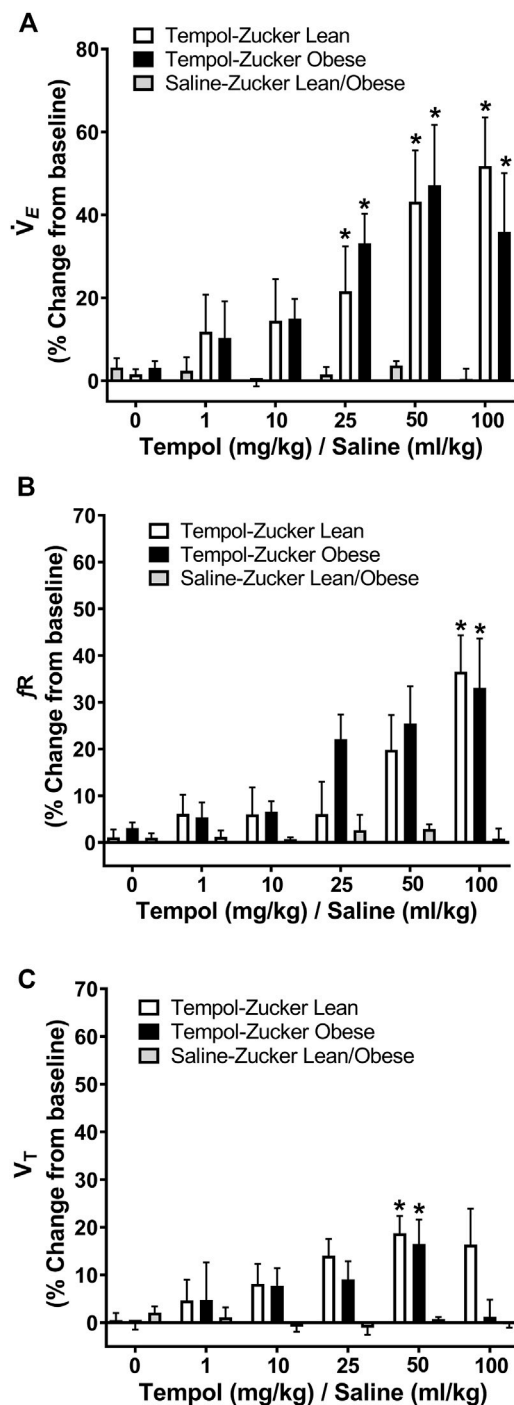 A
Tempol-Zucker Lean
Tempol-Zucker Obese
Saline-Zucker Lean/Obese
V̇E
(% Change from baseline)
80
60
40
20
0
* * * * * *
0 1 10 25 50 100
Tempol (mg/kg) / Saline (ml/kg)
B
Tempol-Zucker Lean
Tempol-Zucker Obese
Saline-Zucker Lean/Obese
fR
(% Change from baseline)
70
60
50
40
30
20
10
0
* *
0 1 10 25 50 100
Tempol (mg/kg) / Saline (ml/kg)
C
Tempol-Zucker Lean
Tempol-Zucker Obese
Saline-Zucker Lean/Obese
VT
(% Change from baseline)
70
60
50
40
30
20
10
0
* *
0 1 10 25 50 100
Tempol (mg/kg) / Saline (ml/kg)